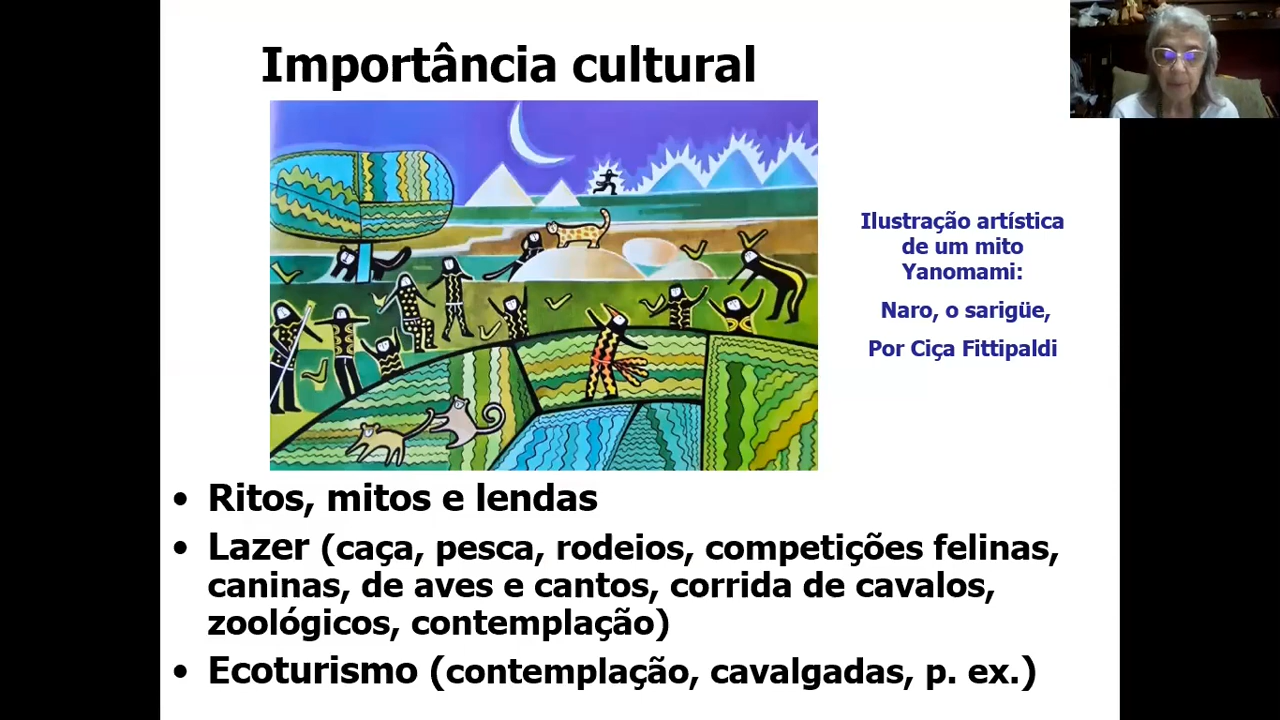 Importância cultural
Ilustração artística
de um mito
Yanomami:
Naro, o sarigüe,
Por Ciça Fittipaldi
• Ritos, mitos e lendas
• Lazer (caça, pesca, rodeios, competições felinas,
caninas, de aves e cantos, corrida de cavalos,
zoológicos, contemplação)
• Ecoturismo (contemplação, cavalgadas, p. ex.)